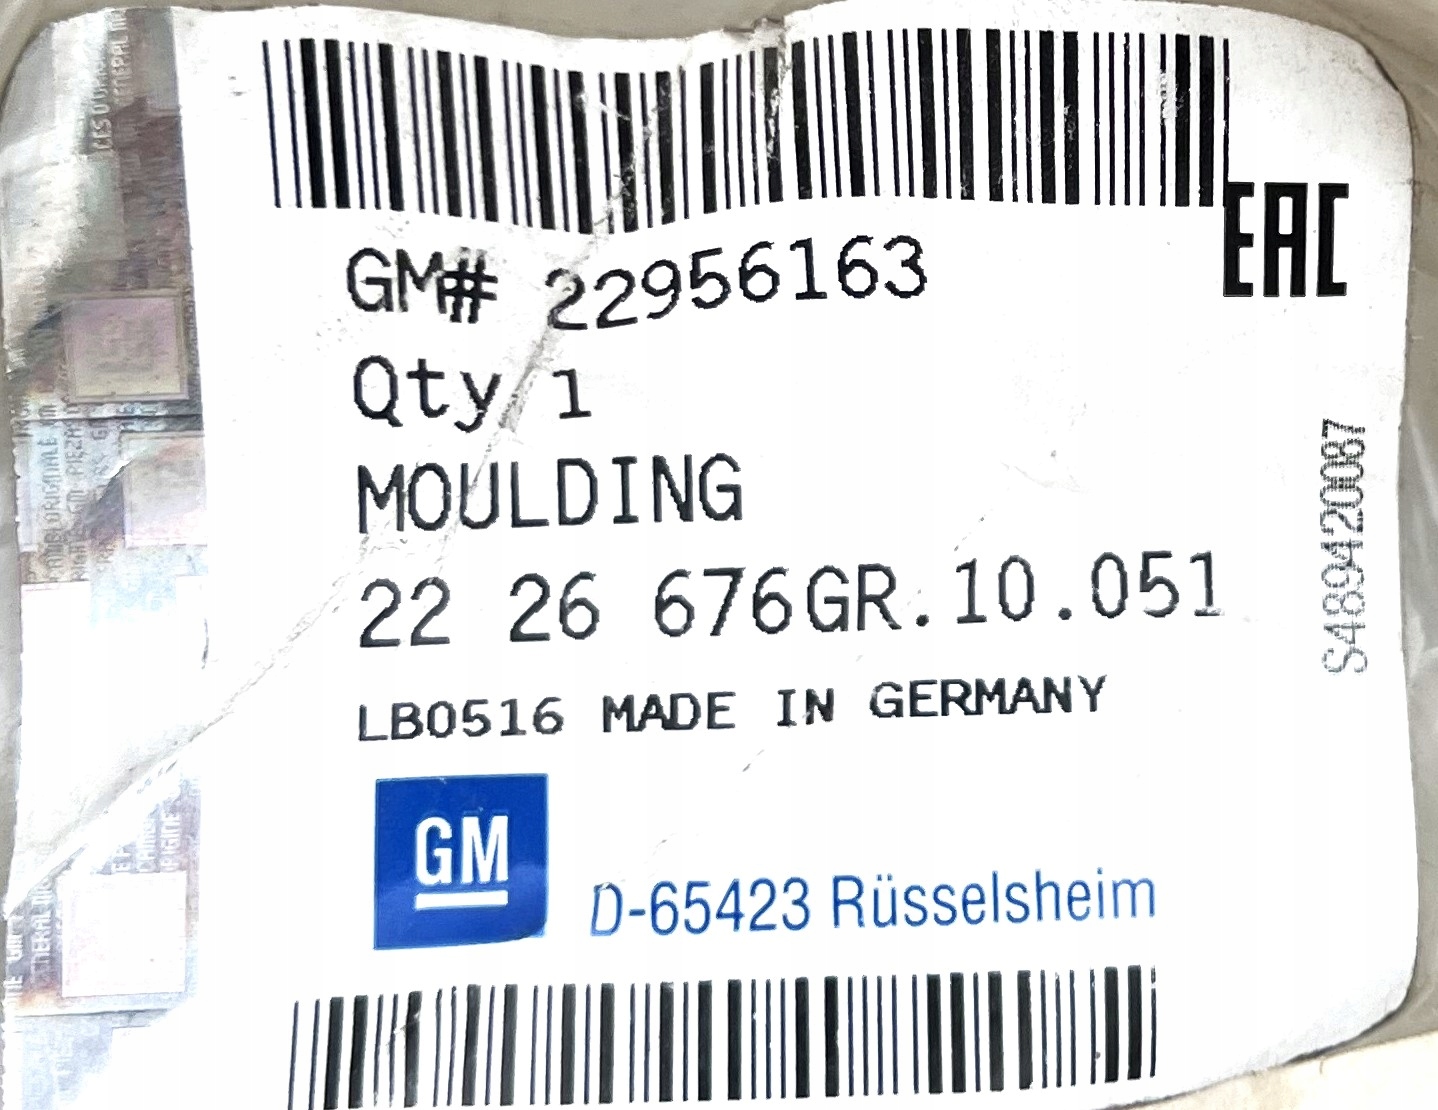 GM# 22956163
EAC
Qty 1
MOULDING
22 26 676GR.10.051
S489420087
LB0516 MADE IN GERMANY
GM
D-65423 Rüsselsheim